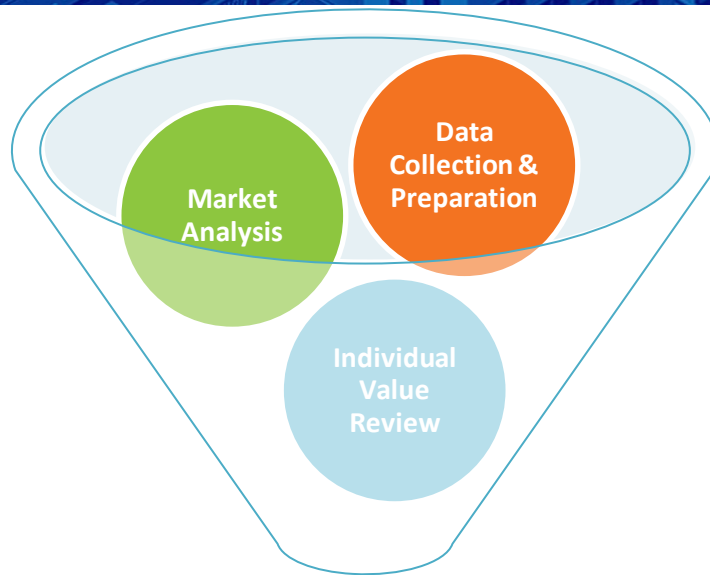 Data
Collection &
Preparation
Market
Analysis
Individual
Value
Review